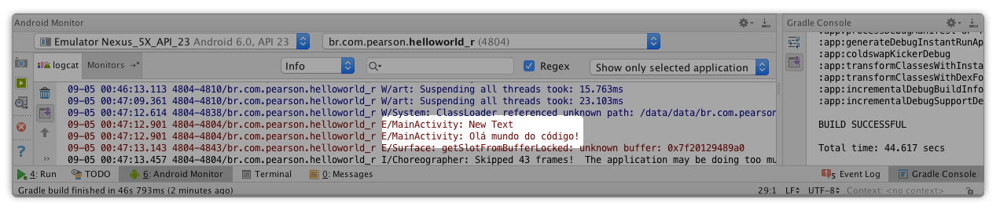 Android Monitor
Emulator Nexus_5X_API_23 Android 6.0, API 23
br.com.pearson.helloworld_r (4804)
logcat
Monitors
Info
Regex
Show only selected application
09-05 00:46:13.113 4804-4810/br.com.pearson.helloworld_r W/art: Suspending all threads took: 15.763ms
09-05 00:47:09.361 4804-4810/br.com.pearson.helloworld_r W/art: Suspending all threads took: 23.103ms
09-05 00:47:12.614 4804-4838/br.com.pearson.helloworld_r W/System: ClassLoader referenced unknown path: /data/data/br.com.pearson
09-05 00:47:12.901 4804-4804/br.com.pearson.helloworld_r E/MainActivity: New Text
09-05 00:47:12.901 4804-4804/br.com.pearson.helloworld_r E/MainActivity: Olá mundo do código!
09-05 00:47:13.143 4804-4843/br.com.pearson.helloworld_r E/Surface: getSlotFromBufferLocked: unknown buffer: 0x7f20129489a0
09-05 00:47:13.457 4804-4804/br.com.pearson.helloworld_r I/Choreographer: Skipped 43 frames! The application may be doing too mu
Gradle Console
:app:generateDebugInstantRunAp
:app:coldswapKickerDebug
:app:transformClassesWithInsta
:app:transformClassesWithDexFo
:app:incrementalDebugBuildInfo
:app:incrementalDebugSupportDe
BUILD SUCCESSFUL
Total time: 44.617 secs
4: Run
TODO
6: Android Monitor
Terminal
0: Messages
5 Event Log
Gradle Console
Gradle build finished in 46s 793ms (2 minutes ago)
29:1 LF UTF-8 Context: <no context>